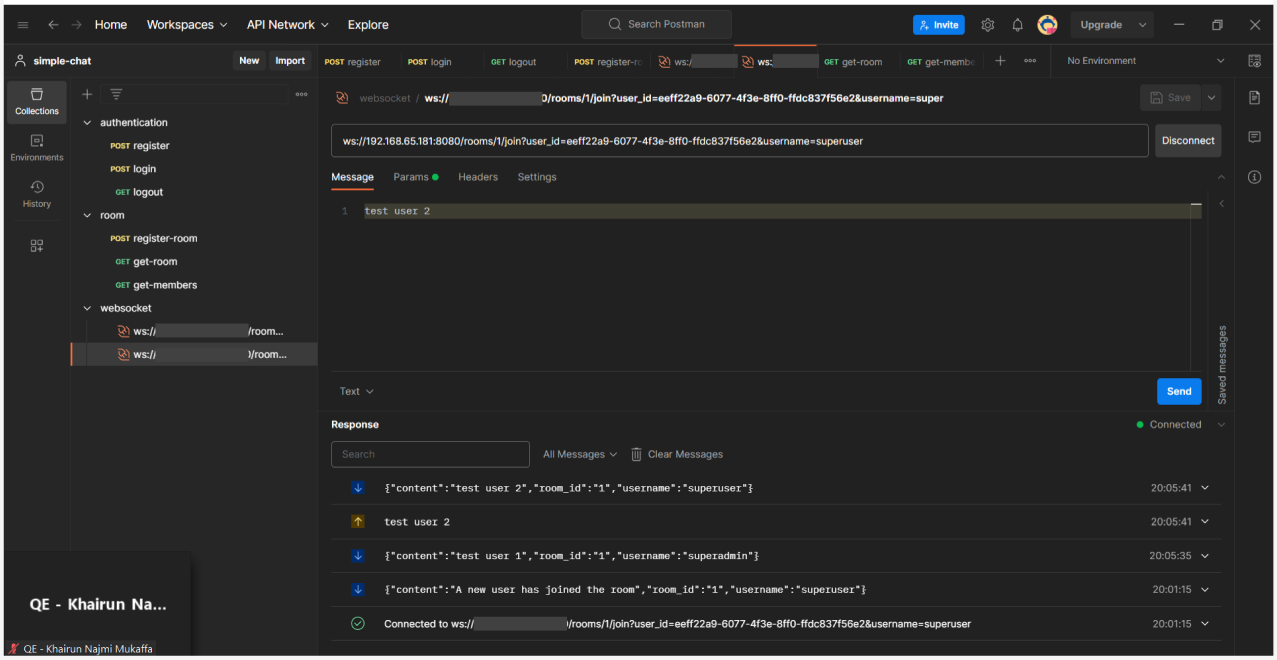 Home Workspaces API Network Explore Search Postman Invite Upgrade
simple-chat New Import
POST register POST login GET logout POST register-ro ws:/ ws: GET get-room GET get-membe No Environment
Collections
Environments
History
authentication
POST register
POST login
GET logout
room
POST register-room
GET get-room
GET get-members
websocket
ws:// /room...
ws:// )/room...
websocket / ws:// 0/rooms/1/join?user_id=eeff22a9-6077-4f3e-8ff0-ffdc837f56e2&username=super Save
ws://192.168.65.181:8080/rooms/1/join?user_id=eeff22a9-6077-4f3e-8ff0-ffdc837f56e2&username=superuser Disconnect
Message Params Headers Settings
1 test user 2
Saved messages
Text Send
Response Connected
Search All Messages Clear Messages
{"content":"test user 2","room_id":"1","username":"superuser"} 20:05:41
test user 2 20:05:41
{"content":"test user 1","room_id":"1","username":"superadmin"} 20:05:35
{"content":"A new user has joined the room","room_id":"1","username":"superuser"} 20:01:15
Connected to ws:// )/rooms/1/join?user_id=eeff22a9-6077-4f3e-8ff0-ffdc837f56e2&username=superuser 20:01:15
QE - Khairun Na...
QE - Khairun Najmi Mukaffa